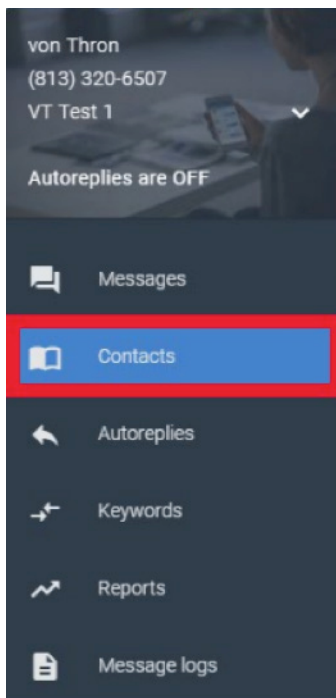 von Thron
(813) 320-6507
VT Test 1
Autoreplies are OFF
Messages
Contacts
Autoreplies
Keywords
Reports
Message logs